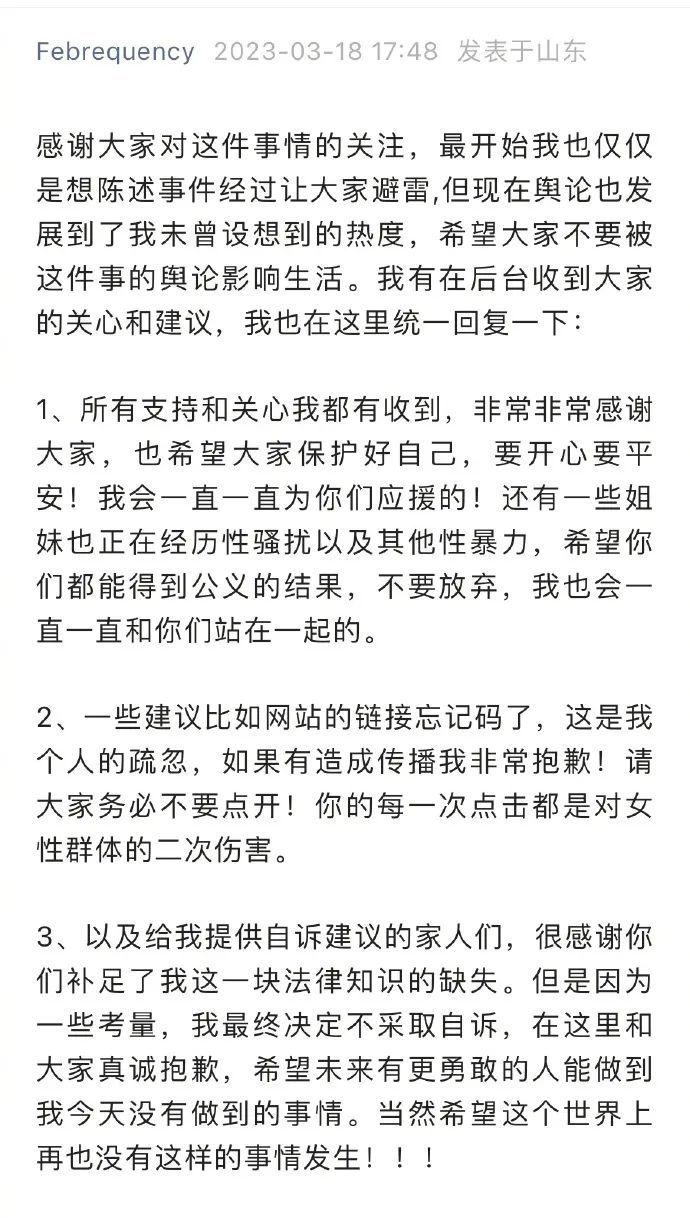 Febrequency 2023-03-18 17:48 发表于山东
感谢大家对这件事情的关注，最开始我也仅仅
是想陈述事件经过让大家避雷,但现在舆论也发
展到了我未曾设想到的热度，希望大家不要被
这件事的舆论影响生活。我有在后台收到大家
的关心和建议，我也在这里统一回复一下：
1、所有支持和关心我都有收到，非常非常感谢
大家，也希望大家保护好自己，要开心要平
安！我会一直一直为你们应援的！还有一些姐
妹也正在经历性骚扰以及其他性暴力，希望你
们都能得到公义的结果，不要放弃，我也会一
直一直和你们站在一起的。
2、一些建议比如网站的链接忘记码了，这是我
个人的疏忽，如果有造成传播我非常抱歉！请
大家务必不要点开！你的每一次点击都是对女
性群体的二次伤害。
3、以及给我提供自诉建议的家人们，很感谢你
们补足了我这一块法律知识的缺失。但是因为
一些考量，我最终决定不采取自诉，在这里和
大家真诚抱歉，希望未来有更勇敢的人能做到
我今天没有做到的事情。当然希望这个世界上
再也没有这样的事情发生！！！